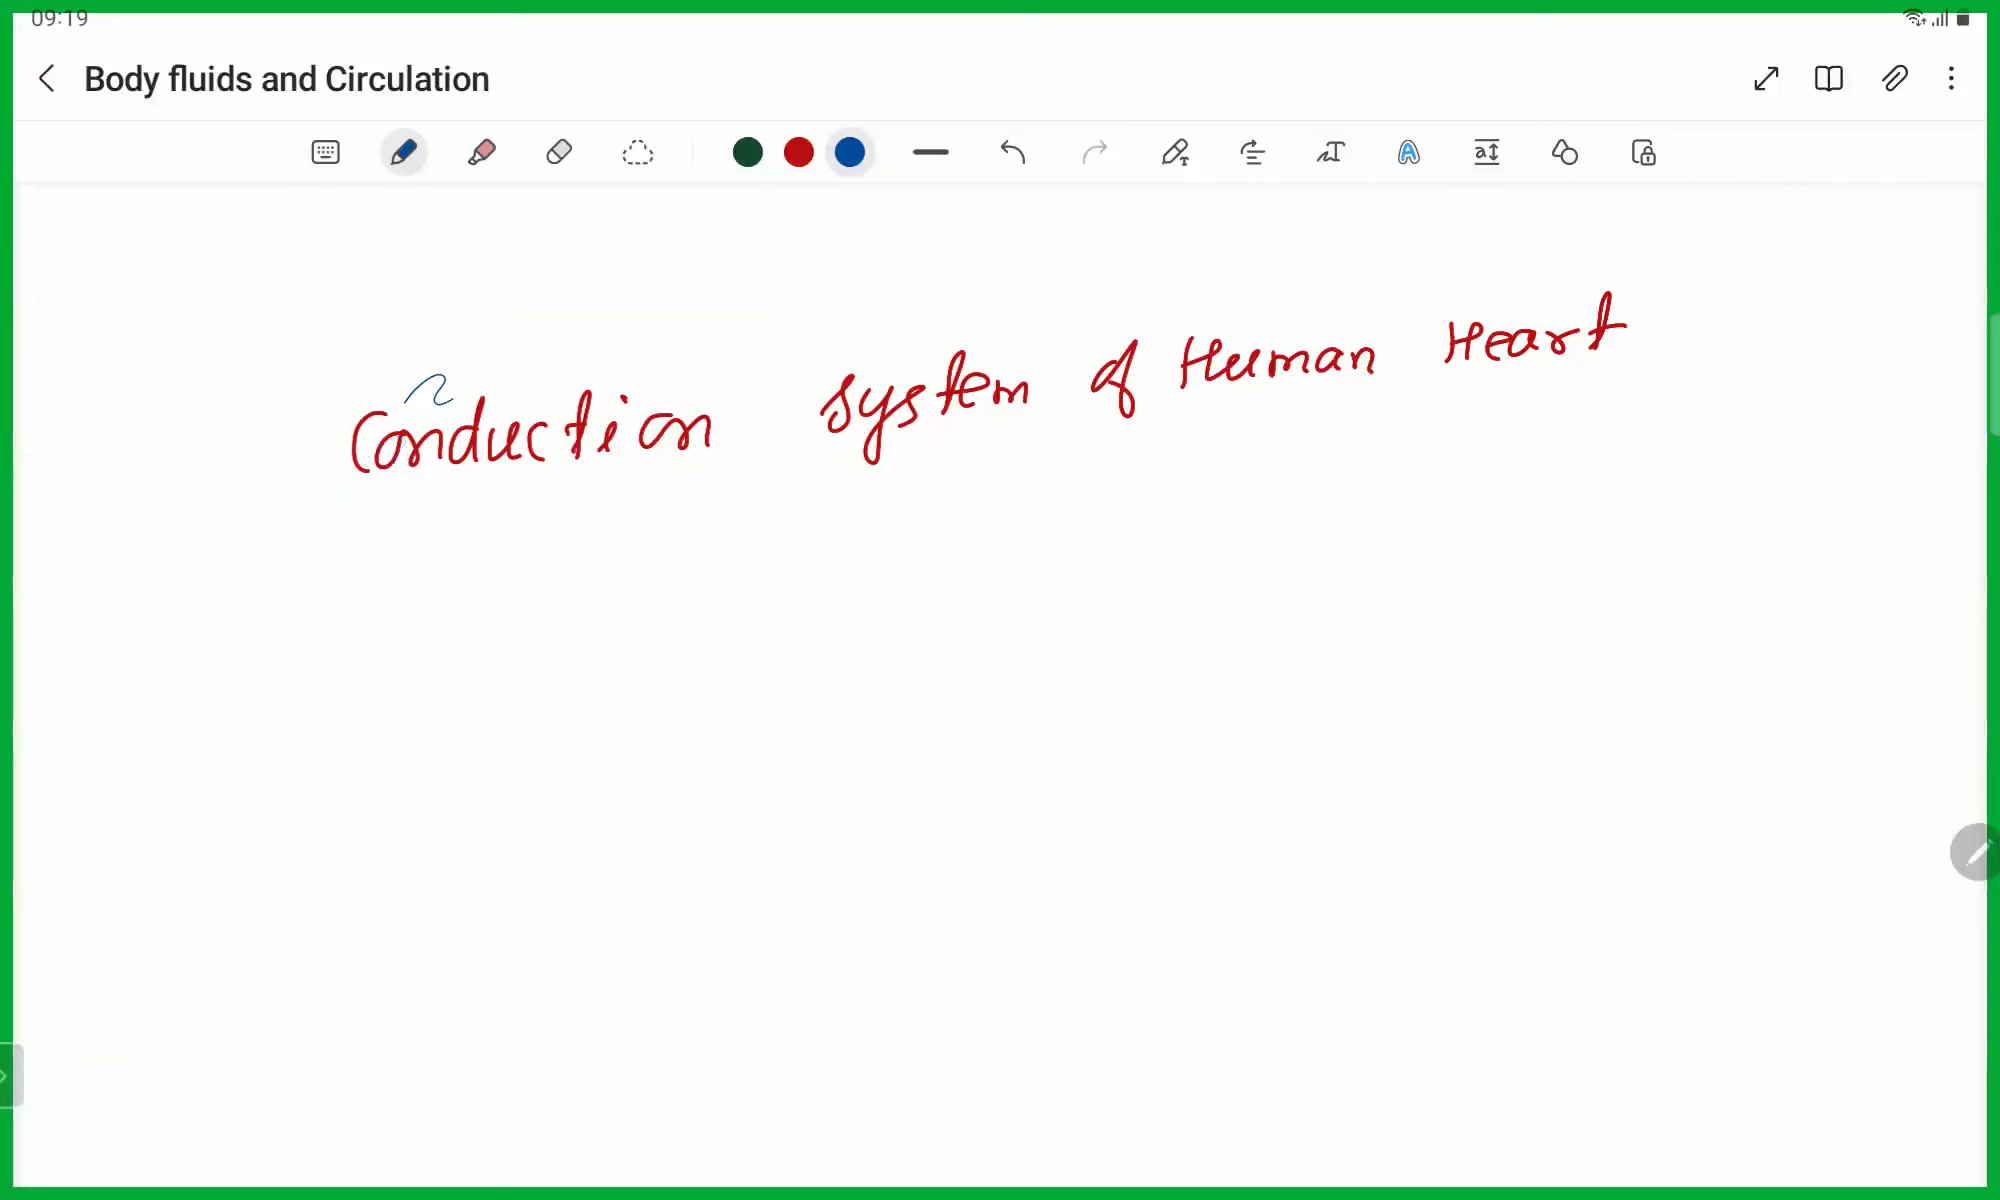 09:19
Body fluids and Circulation
Conduction system of Human Heart